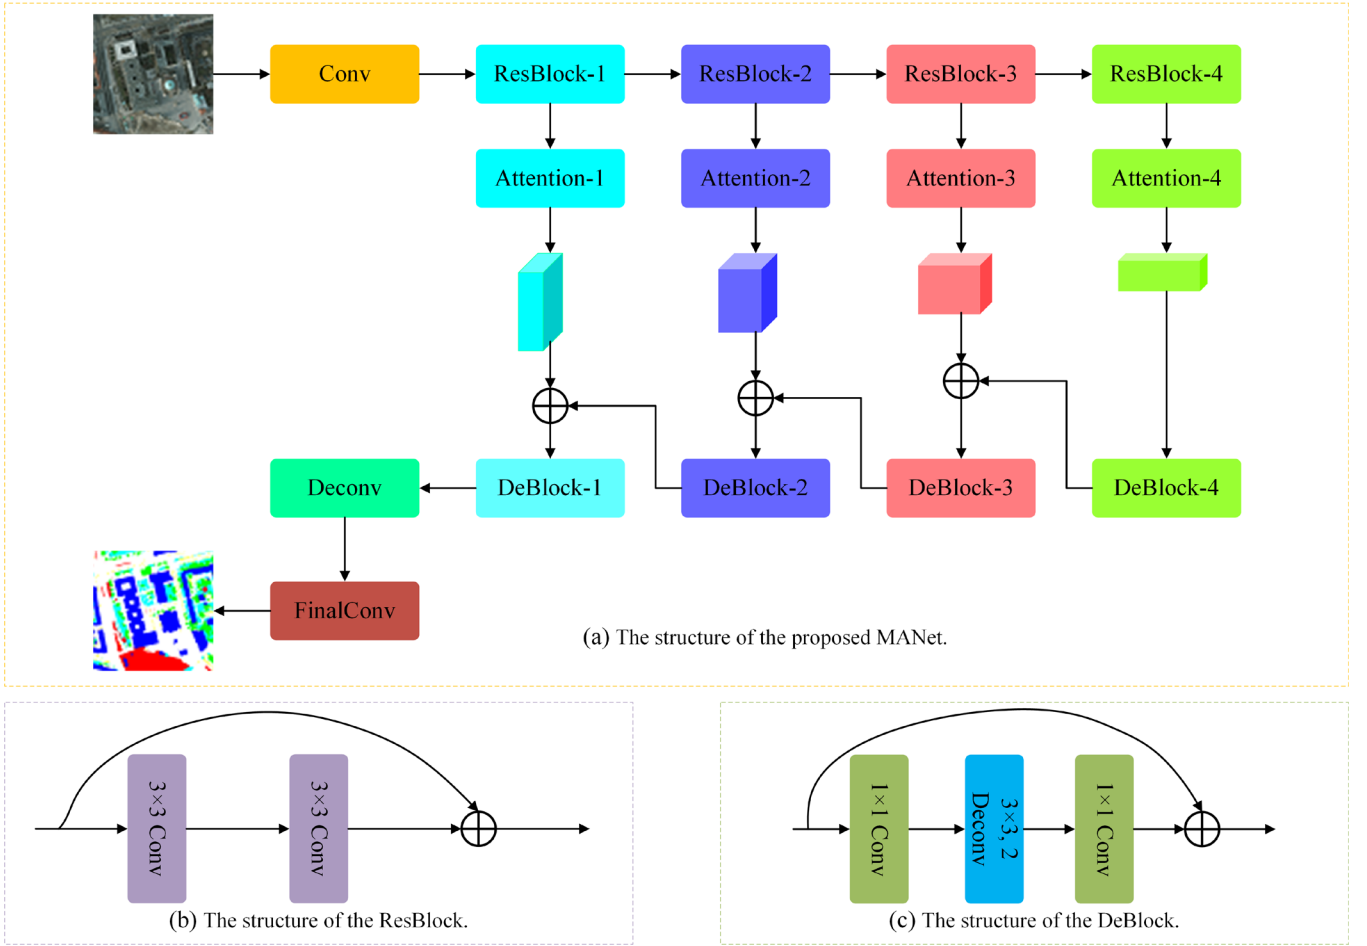 Conv
ResBlock-1
ResBlock-2
ResBlock-3
ResBlock-4
Attention-1
Attention-2
Attention-3
Attention-4
Deconv
DeBlock-1
DeBlock-2
DeBlock-3
DeBlock-4
FinalConv
(a) The structure of the proposed MANet.
3×3 Conv
3×3 Conv
(b) The structure of the ResBlock.
1×1 Conv
3×3, 2
Deconv
1×1 Conv
(c) The structure of the DeBlock.